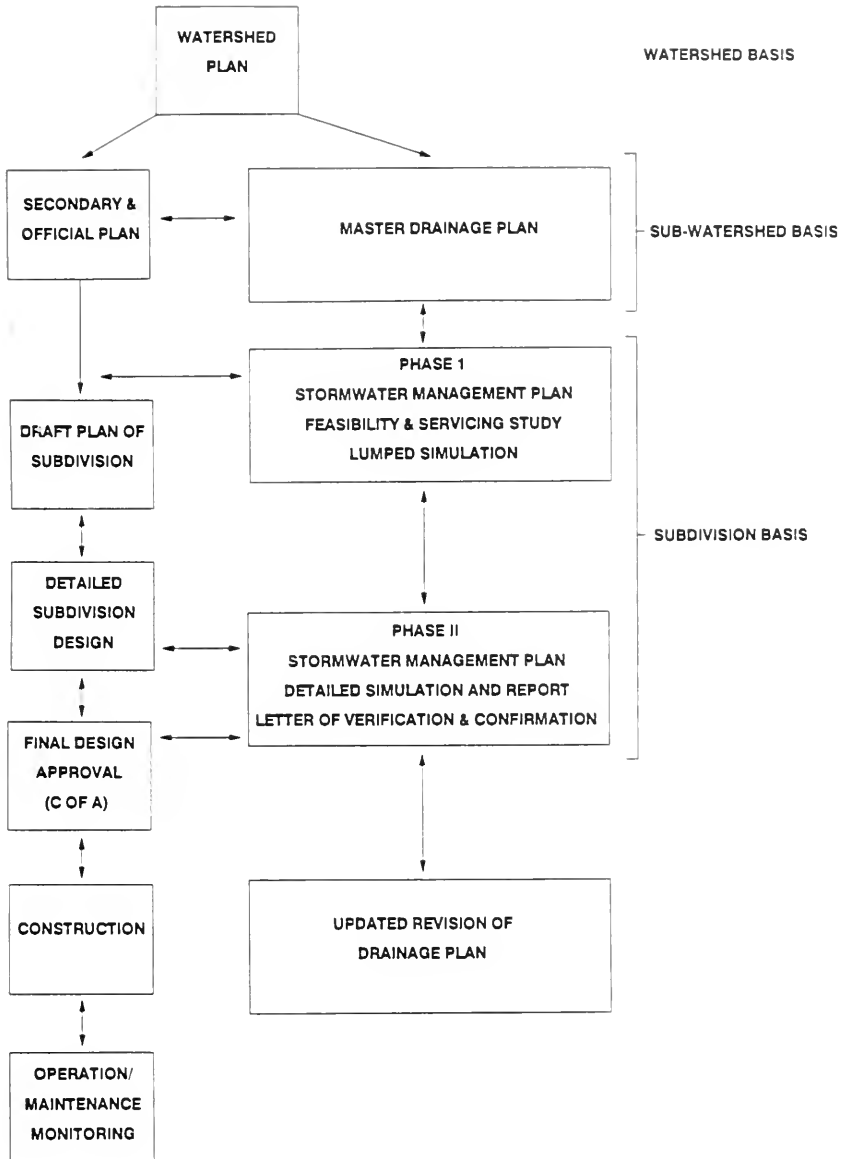 WATERSHED
PLAN
WATERSHED BASIS
SECONDARY &
OFFICIAL PLAN
MASTER DRAINAGE PLAN
SUB-WATERSHED BASIS
PHASE 1
STORMWATER MANAGEMENT PLAN
FEASIBILITY & SERVICING STUDY
LUMPED SIMULATION
DRAFT PLAN OF
SUBDIVISION
SUBDIVISION BASIS
DETAILED
SUBDIVISION
DESIGN
PHASE II
STORMWATER MANAGEMENT PLAN
DETAILED SIMULATION AND REPORT
LETTER OF VERIFICATION & CONFIRMATION
FINAL DESIGN
APPROVAL
(C OF A)
CONSTRUCTION
UPDATED REVISION OF
DRAINAGE PLAN
OPERATION/
MAINTENANCE
MONITORING